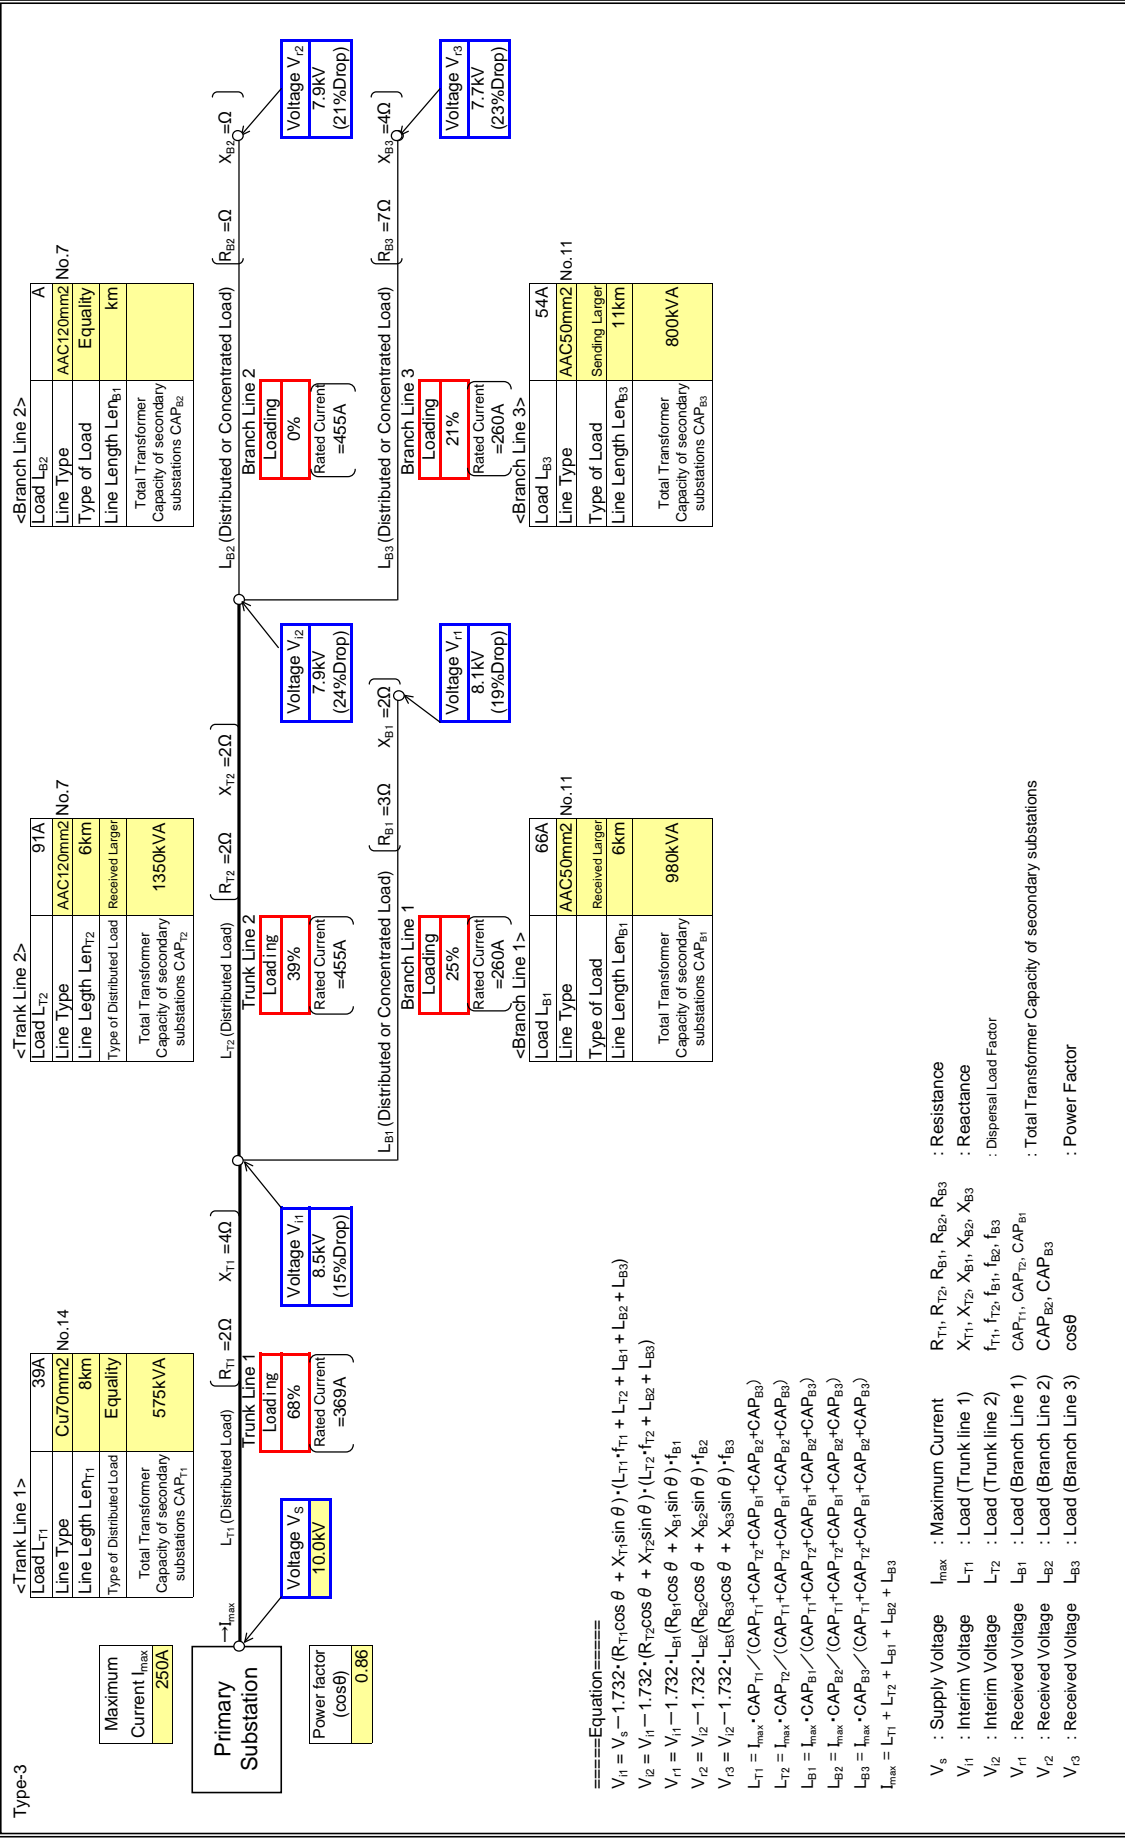 Type-3
Maximum
Current Imax
250A
Primary
Substation
Power factor
(cosθ)
0.86
→Imax
Voltage VS
10.0kV
<Trank Line 1>
Load LT1 39A
Line Type Cu70mm2 No.14
Line Legth LenT1 8km
Type of Distributed Load Equality
Total Transformer
Capacity of secondary
substations CAPT1
575kVA
LT1 (Distributed Load)
RT1 =2Ω XT1 =4Ω
Trunk Line 1
Loading
68%
Rated Current
=369A
Voltage Vi1
8.5kV
(15%Drop)
<Trank Line 2>
Load LT2 91A
Line Type AAC120mm2 No.7
Line Legth LenT2 6km
Type of Distributed Load Received Larger
Total Transformer
Capacity of secondary
substations CAPT2
1350kVA
LT2 (Distributed Load)
RT2 =2Ω XT2 =2Ω
Trunk Line 2
Loading
39%
Rated Current
=455A
Voltage Vi2
7.9kV
(24%Drop)
LB1 (Distributed or Concentrated Load)
RB1 =3Ω XB1 =2Ω
Branch Line 1
Loading
25%
Rated Current
=260A
Voltage Vr1
8.1kV
(19%Drop)
<Branch Line 1>
Load LB1 66A
Line Type AAC50mm2 No.11
Type of Load Received Larger
Line Length LenB1 6km
Total Transformer
Capacity of secondary
substations CAPB1
980kVA
<Branch Line 2>
Load LB2 A
Line Type AAC120mm2 No.7
Type of Load Equality
Line Length LenB1 km
Total Transformer
Capacity of secondary
substations CAPB2
LB2 (Distributed or Concentrated Load)
RB2 =Ω XB2 =Ω
Branch Line 2
Loading
0%
Rated Current
=455A
Voltage Vr2
7.9kV
(21%Drop)
LB3 (Distributed or Concentrated Load)
RB3 =7Ω XB3 =4Ω
Branch Line 3
Loading
21%
Rated Current
=260A
Voltage Vr3
7.7kV
(23%Drop)
<Branch Line 3>
Load LB3 54A
Line Type AAC50mm2 No.11
Type of Load Sending Larger
Line Length LenB3 11km
Total Transformer
Capacity of secondary
substations CAPB3
800kVA
=====Equation=====
Vi1 = Vs－1.732・(RT1cos θ + XT1sin θ)・(LT1・fT1 + LT2 + LB1 + LB2 + LB3)
Vi2 = Vi1－1.732・(RT2cos θ + XT2sin θ)・(LT2・fT2 + LB2 + LB3)
Vr1 = Vi1－1.732・LB1(RB1cos θ + XB1sin θ)・fB1
Vr2 = Vi2－1.732・LB2(RB2cos θ + XB2sin θ)・fB2
Vr3 = Vi2－1.732・LB3(RB3cos θ + XB3sin θ)・fB3
LT1 = Imax・CAPT1／(CAPT1+CAPT2+CAPB1+CAPB2+CAPB3)
LT2 = Imax・CAPT2／(CAPT1+CAPT2+CAPB1+CAPB2+CAPB3)
LB1 = Imax・CAPB1／(CAPT1+CAPT2+CAPB1+CAPB2+CAPB3)
LB2 = Imax・CAPB2／(CAPT1+CAPT2+CAPB1+CAPB2+CAPB3)
LB3 = Imax・CAPB3／(CAPT1+CAPT2+CAPB1+CAPB2+CAPB3)
Imax = LT1 + LT2 + LB1 + LB2 + LB3
Vs : Supply Voltage Imax : Maximum Current RT1, RT2, RB1, RB2, RB3 : Resistance
Vi1 : Interim Voltage LT1 : Load (Trunk line 1) XT1, XT2, XB1, XB2, XB3 : Reactance
Vi2 : Interim Voltage LT2 : Load (Trunk line 2) fT1, fT2, fB1, fB2, fB3 : Dispersal Load Factor
Vr1 : Received Voltage LB1 : Load (Branch Line 1) CAPT1, CAPT2, CAPB1 : Total Transformer Capacity of secondary substations
Vr2 : Received Voltage LB2 : Load (Branch Line 2) CAPB2, CAPB3
Vr3 : Received Voltage LB3 : Load (Branch Line 3) cosθ : Power Factor